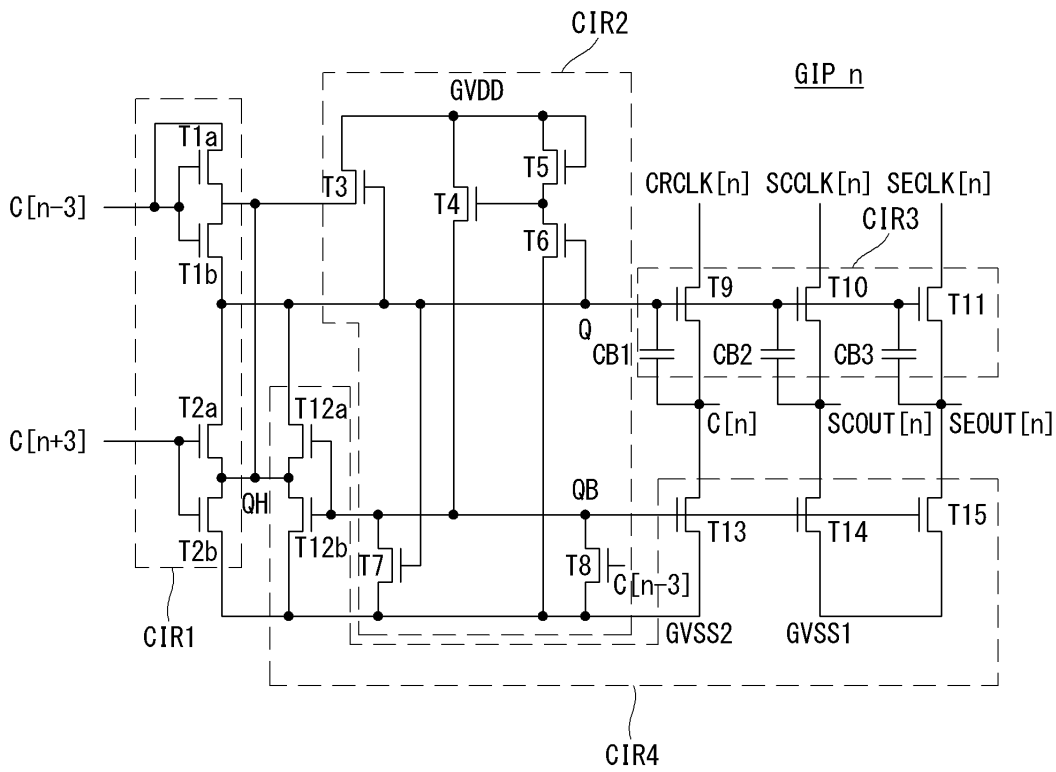 CIR2
GIP n
GVDD
T1a
T5
T3
T4
CRCLK[n]
SCCLK[n]
SECLK[n]
C[n-3]
T6
CIR3
T1b
T9
T10
T11
Q
CB1
CB2
CB3
T2a
T12a
C[n]
SCOUT[n]
SEOUT[n]
C[n+3]
QH
QB
T2b
T12b
T7
T8
C[n-3]
T13
T14
T15
CIR1
GVSS2
GVSS1
CIR4